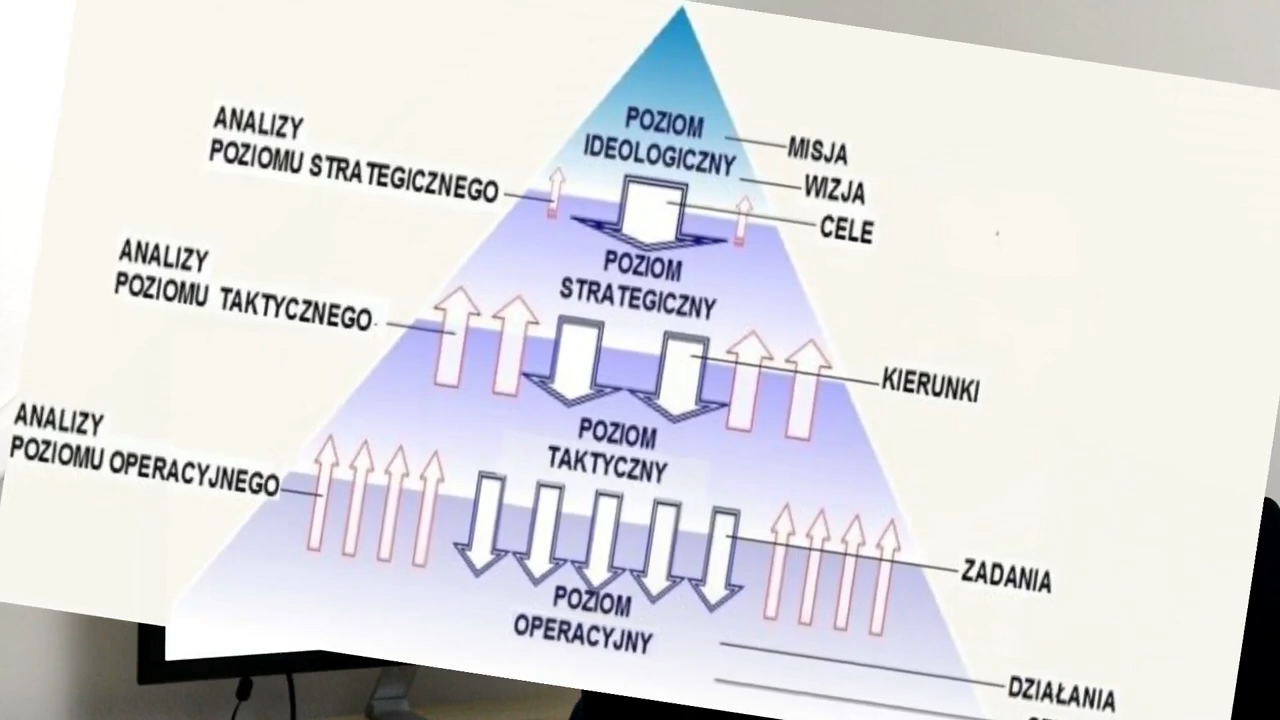 POZIOM
IDEOLOGICZNY
MISJA
WIZJA
CELE
ANALIZY
POZIOMU STRATEGICZNEGO
POZIOM
STRATEGICZNY
ANALIZY
POZIOMU TAKTYCZNEGO
KIERUNKI
POZIOM
TAKTYCZNY
ANALIZY
POZIOMU OPERACYJNEGO
ZADANIA
POZIOM
OPERACYJNY
DZIAŁANIA